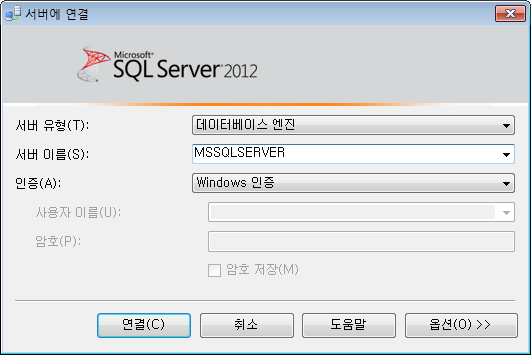 서버에 연결
Microsoft®
SQL Server® 2012
서버 유형(T): 데이터베이스 엔진
서버 이름(S): MSSQLSERVER
인증(A): Windows 인증
사용자 이름(U):
암호(P):
암호 저장(M)
연결(C) 취소 도움말 옵션(O) >>